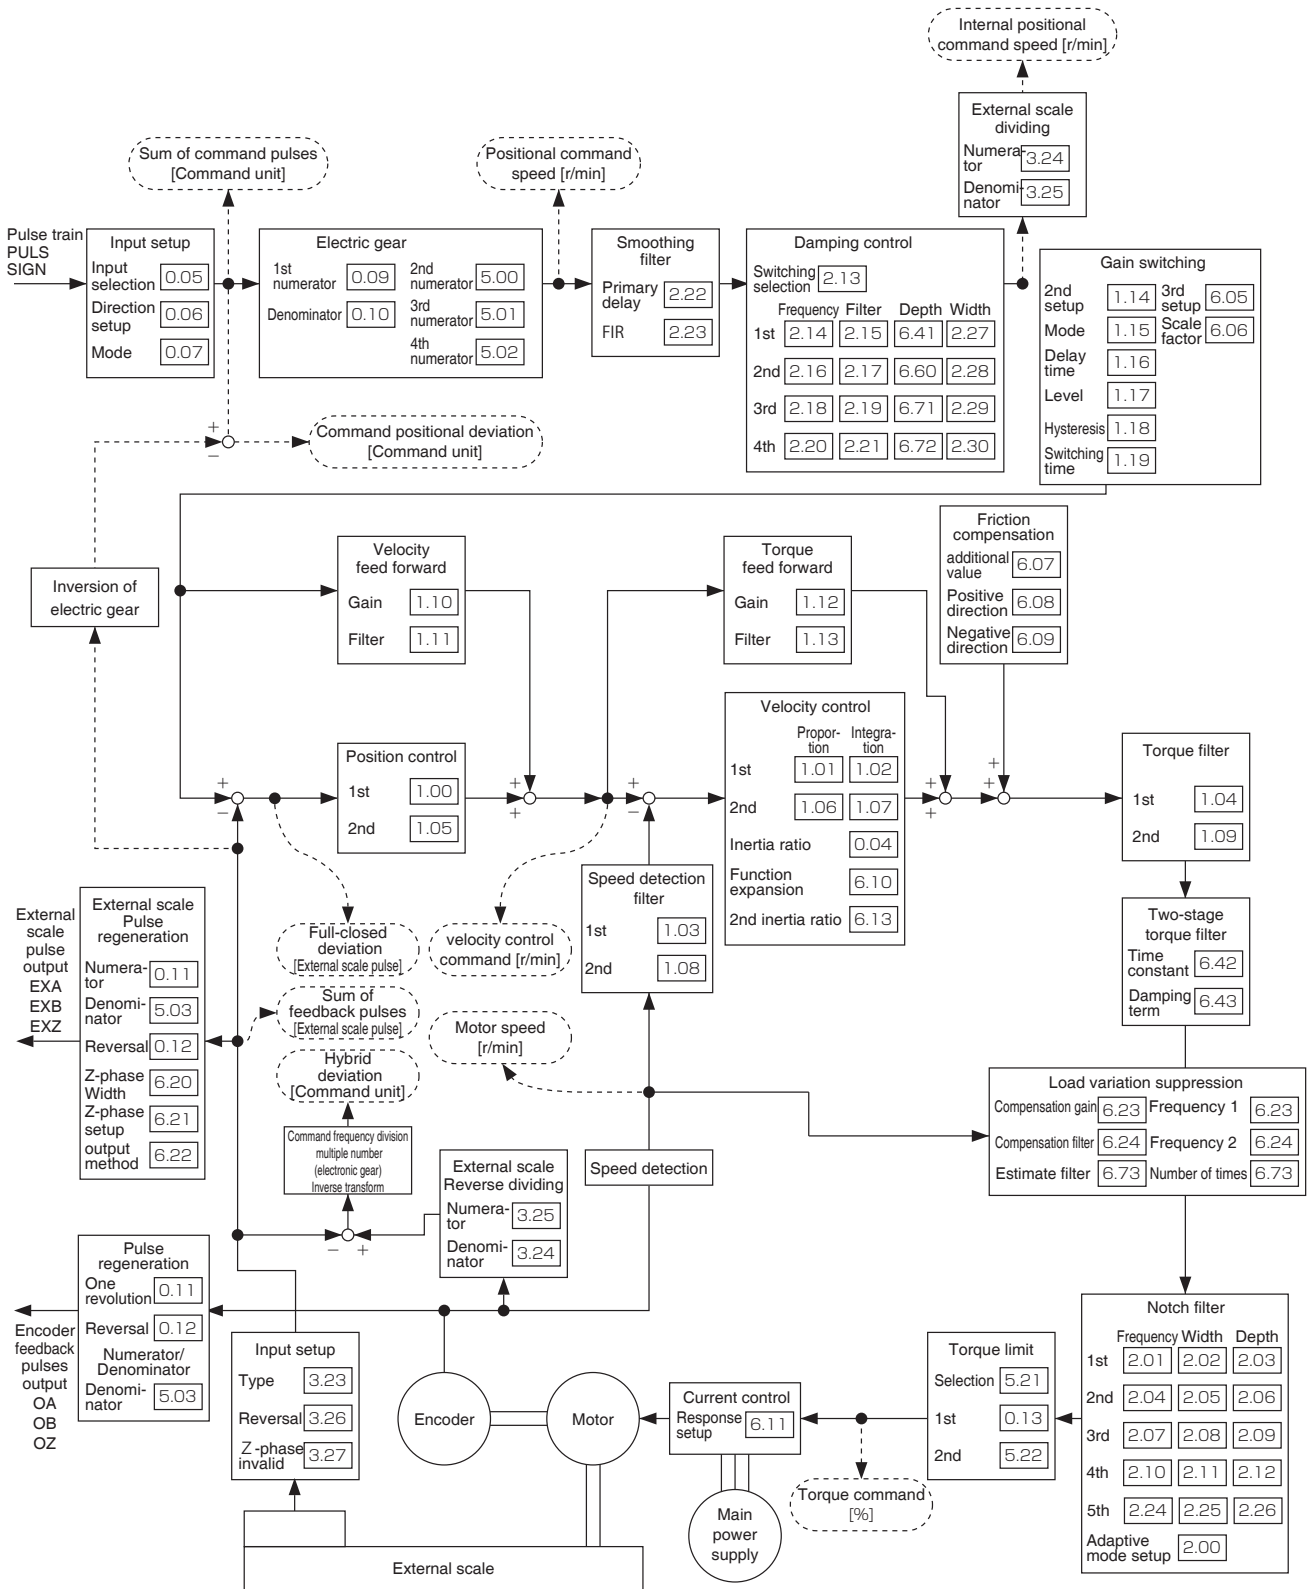 Internal positional
command speed [r/min]
External scale
dividing
Numera-
tor
3.24
Denomi-
nator
3.25
Sum of command pulses
[Command unit]
Positional command
speed [r/min]
Pulse train
PULS
SIGN
Input setup
Input
selection
0.05
Direction
setup
0.06
Mode
0.07
Electric gear
1st
numerator
0.09
2nd
numerator
5.00
Denominator
0.10
3rd
numerator
5.01
4th
numerator
5.02
Smoothing
filter
Primary
delay
2.22
FIR
2.23
Damping control
Switching
selection
2.13
Frequency Filter Depth Width
1st 2.14 2.15 6.41 2.27
2nd 2.16 2.17 6.60 2.28
3rd 2.18 2.19 6.71 2.29
4th 2.20 2.21 6.72 2.30
Gain switching
2nd
setup
1.14
3rd
setup
6.05
Mode
1.15
Scale
factor
6.06
Delay
time
1.16
Level
1.17
Hysteresis
1.18
Switching
time
1.19
+
−
Command positional deviation
[Command unit]
Inversion of
electric gear
Velocity
feed forward
Gain 1.10
Filter 1.11
Torque
feed forward
Gain 1.12
Filter 1.13
Friction
compensation
additional
value
6.07
Positive
direction
6.08
Negative
direction
6.09
+
−
Position control
1st 1.00
2nd 1.05
+
+
+
−
Velocity control
Propor-
tion
Integra-
tion
1st 1.01 1.02
2nd 1.06 1.07
Inertia ratio 0.04
Function
expansion
6.10
2nd inertia ratio 6.13
+
+
+
+
Torque filter
1st 1.04
2nd 1.09
Speed detection
filter
1st 1.03
2nd 1.08
Two-stage
torque filter
Time
constant
6.42
Damping
term
6.43
External
scale
pulse
output
EXA
EXB
EXZ
External scale
Pulse
regeneration
Numera-
tor
0.11
Denomi-
nator
5.03
Reversal 0.12
Z-phase
Width
6.20
Z-phase
setup
6.21
output
method
6.22
Full-closed
deviation
[External scale pulse]
velocity control
command [r/min]
Sum of
feedback pulses
[External scale pulse]
Motor speed
[r/min]
Hybrid
deviation
[Command unit]
Command frequency division
multiple number
(electronic gear)
Inverse transform
External scale
Reverse dividing
Numera-
tor
3.25
Denomi-
nator
3.24
Speed detection
Load variation suppression
Compensation gain 6.23 Frequency 1 6.23
Compensation filter 6.24 Frequency 2 6.24
Estimate filter 6.73 Number of times 6.73
− +
Pulse
regeneration
One
revolution
0.11
Reversal 0.12
Numerator/
Denominator
Denomi-
nator
5.03
Encoder
feedback
pulses
output
OA
OB
OZ
Input setup
Type 3.23
Reversal 3.26
Z-phase
invalid
3.27
Encoder
Motor
Current control
Response
setup
6.11
Torque limit
Selection 5.21
1st 0.13
2nd 5.22
Notch filter
Frequency Width Depth
1st 2.01 2.02 2.03
2nd 2.04 2.05 2.06
3rd 2.07 2.08 2.09
4th 2.10 2.11 2.12
5th 2.24 2.25 2.26
Adaptive
mode setup
2.00
Torque command
[%]
Main
power
supply
External scale